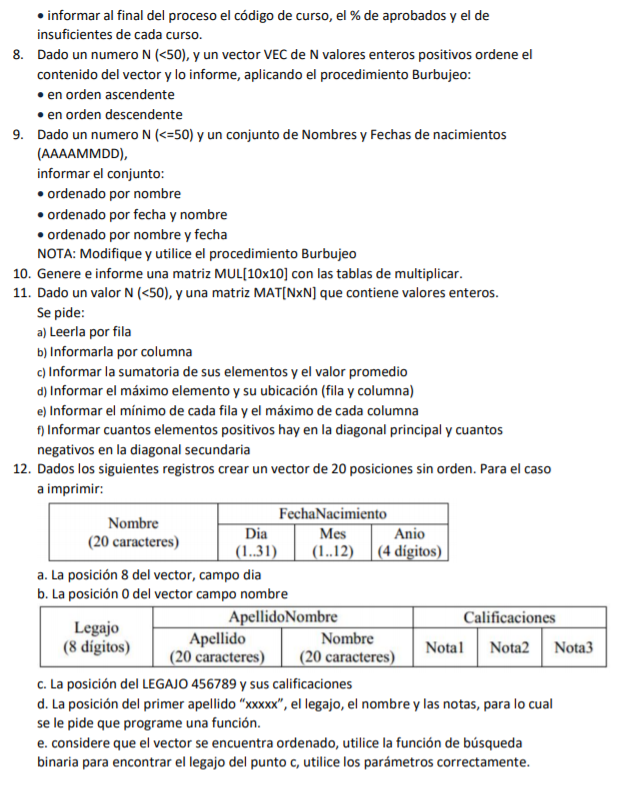 • informar al final del proceso el código de curso, el % de aprobados y el de
insuficientes de cada curso.
8. Dado un numero N (<50), y un vector VEC de N valores enteros positivos ordene el
contenido del vector y lo informe, aplicando el procedimiento Burbujeo:
• en orden ascendente
• en orden descendente
9. Dado un numero N (<=50) y un conjunto de Nombres y Fechas de nacimientos
(AAAAMMDD),
informar el conjunto:
• ordenado por nombre
• ordenado por fecha y nombre
• ordenado por nombre y fecha
NOTA: Modifique y utilice el procedimiento Burbujeo
10. Genere e informe una matriz MUL[10x10] con las tablas de multiplicar.
11. Dado un valor N (<50), y una matriz MAT[NxN] que contiene valores enteros.
Se pide:
a) Leerla por fila
b) Informarla por columna
c) Informar la sumatoria de sus elementos y el valor promedio
d) Informar el máximo elemento y su ubicación (fila y columna)
e) Informar el mínimo de cada fila y el máximo de cada columna
f) Informar cuantos elementos positivos hay en la diagonal principal y cuantos
negativos en la diagonal secundaria
12. Dados los siguientes registros crear un vector de 20 posiciones sin orden. Para el caso
a imprimir:
Nombre
(20 caracteres)
FechaNacimiento
Dia Mes Anio
(1..31) (1..12) (4 dígitos)
a. La posición 8 del vector, campo dia
b. La posición 0 del vector campo nombre
Legajo
(8 dígitos)
ApellidoNombre Calificaciones
Apellido Nombre Nota1 Nota2 Nota3
(20 caracteres) (20 caracteres)
c. La posición del LEGAJO 456789 y sus calificaciones
d. La posición del primer apellido “xxxxx”, el legajo, el nombre y las notas, para lo cual
se le pide que programe una función.
e. considere que el vector se encuentra ordenado, utilice la función de búsqueda
binaria para encontrar el legajo del punto c, utilice los parámetros correctamente.